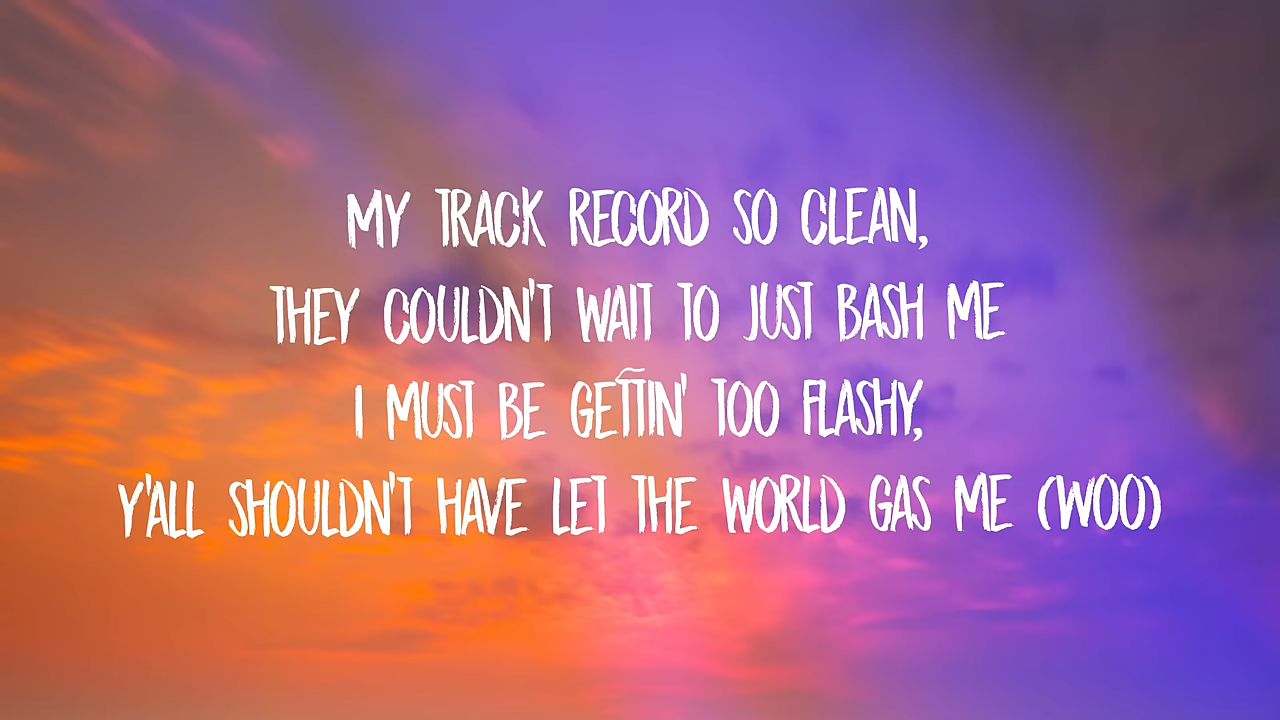 MY TRACK RECORD SO CLEAN,
THEY COULDN'T WAIT TO JUST BASH ME
I MUST BE GETTIN' TOO FLASHY,
Y'ALL SHOULDN'T HAVE LET THE WORLD GAS ME (WOO)